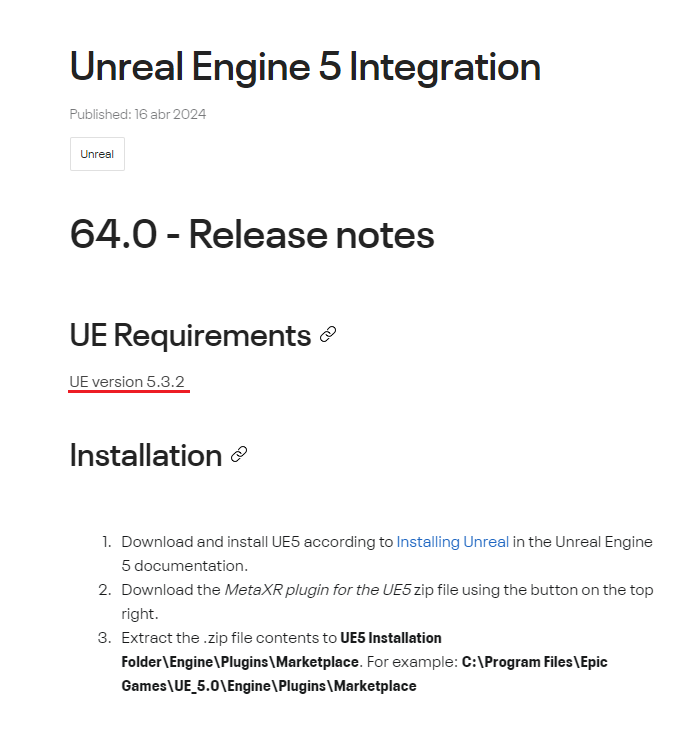 Unreal Engine 5 Integration
Published: 16 abr 2024
Unreal
64.0 - Release notes
UE Requirements
UE version 5.3.2
Installation
1. Download and install UE5 according to Installing Unreal in the Unreal Engine
5 documentation.
2. Download the MetaXR plugin for the UE5 zip file using the button on the top
right.
3. Extract the .zip file contents to UE5 Installation
Folder\Engine\Plugins\Marketplace. For example: C:\Program Files\Epic
Games\UE_5.0\Engine\Plugins\Marketplace